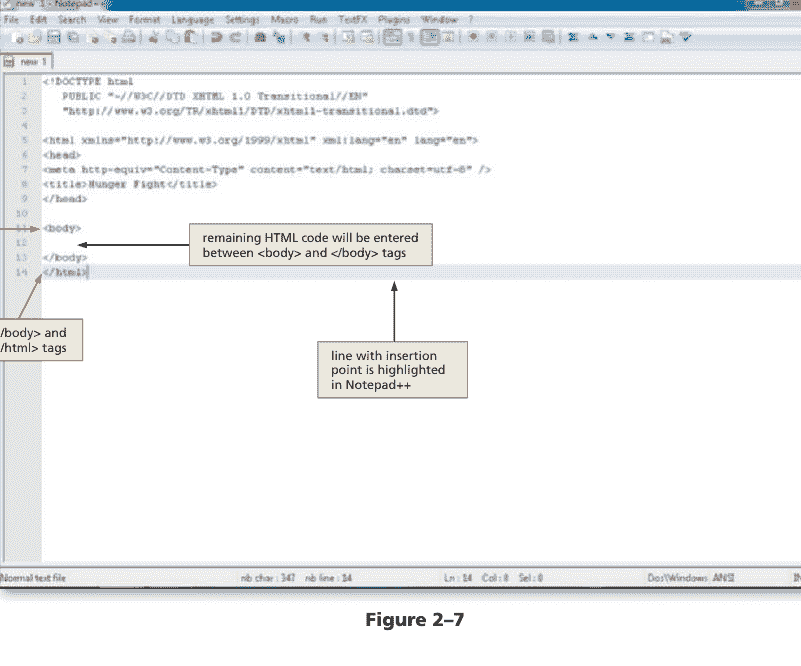 new 1 - Notepad++
File Edit Search View Format Language Settings Macro Run TextFX Plugins Window ?
new 1
1 <!DOCTYPE html
2 PUBLIC "-//W3C//DTD XHTML 1.0 Transitional//EN"
3 "http://www.w3.org/TR/xhtml1/DTD/xhtml1-transitional.dtd">
4
5 <html xmlns="http://www.w3.org/1999/xhtml" xml:lang="en" lang="en">
6 <head>
7 <meta http-equiv="Content-Type" content="text/html; charset=utf-8" />
8 <title>Hunger Fight</title>
9 </head>
10
11 <body>
12
13 </body>
14 </html>
remaining HTML code will be entered
between <body> and </body> tags
/body> and
/html> tags
line with insertion
point is highlighted
in Notepad++
Normal text file nb char : 347 nb line : 14 Ln : 14 Col : 8 Sel : 0 Dos\Windows ANSI IN
Figure 2–7